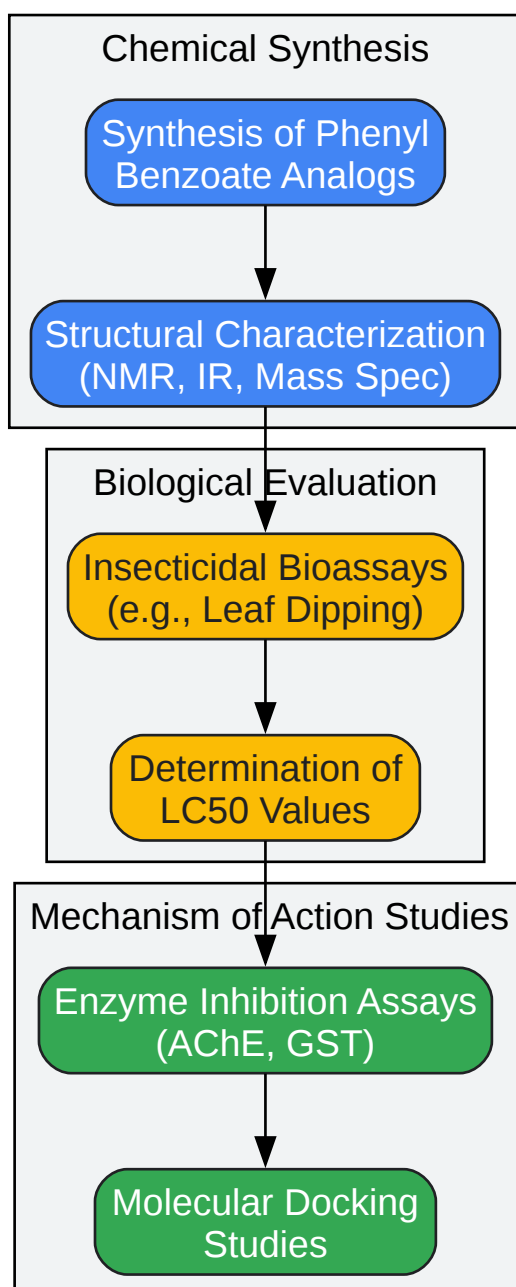 Chemical Synthesis
Synthesis of Phenyl
Benzoate Analogs
Structural Characterization
(NMR, IR, Mass Spec)
Biological Evaluation
Insecticidal Bioassays
(e.g., Leaf Dipping)
Determination of
LC50 Values
Mechanism of Action Studies
Enzyme Inhibition Assays
(AChE, GST)
Molecular Docking
Studies